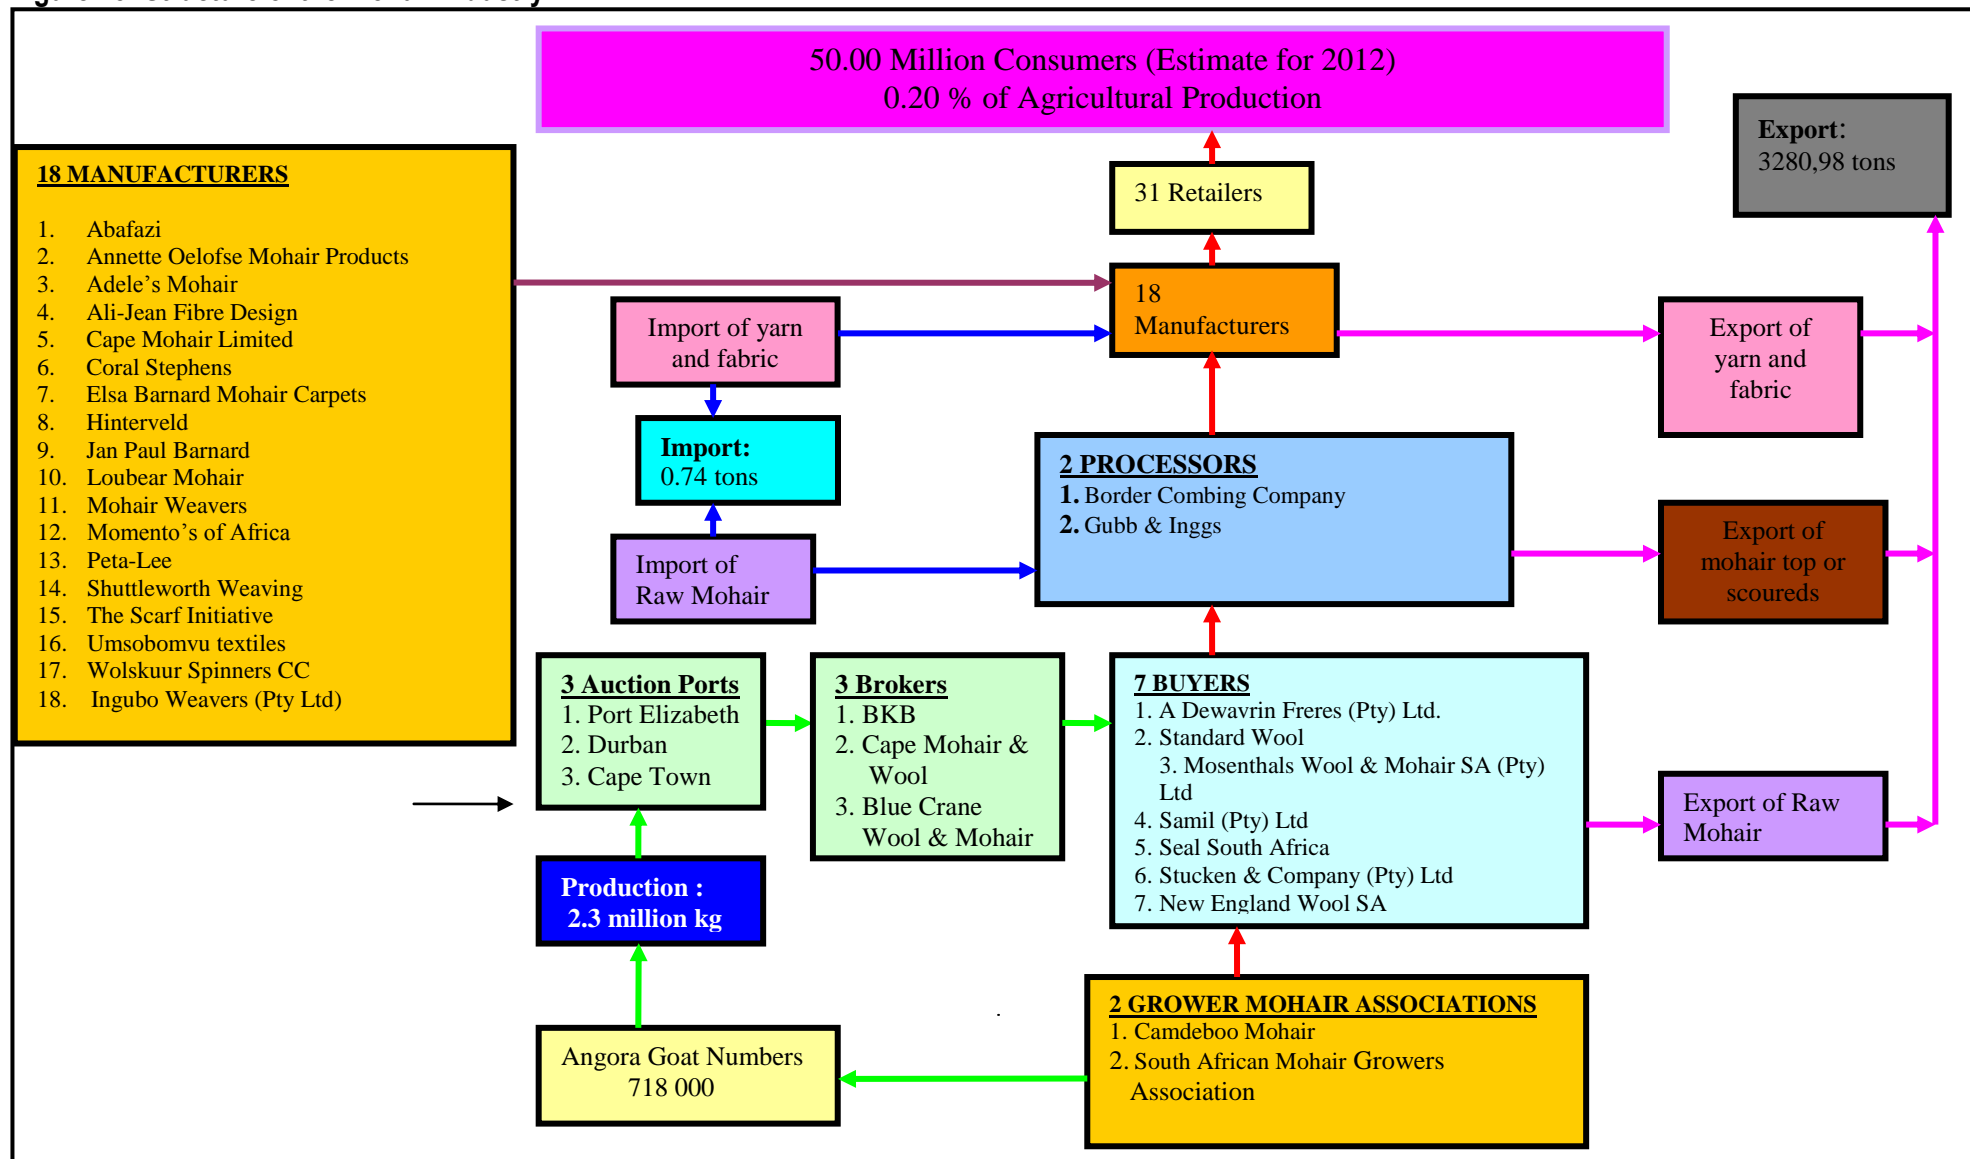 50.00 Million Consumers (Estimate for 2012)
0.20 % of Agricultural Production
Export:
3280,98 tons
18 MANUFACTURERS
1. Abafazi
2. Annette Oelofse Mohair Products
3. Adele’s Mohair
4. Ali-Jean Fibre Design
5. Cape Mohair Limited
6. Coral Stephens
7. Elsa Barnard Mohair Carpets
8. Hinterveld
9. Jan Paul Barnard
10. Loubear Mohair
11. Mohair Weavers
12. Momento’s of Africa
13. Peta-Lee
14. Shuttleworth Weaving
15. The Scarf Initiative
16. Umsobomvu textiles
17. Wolskuur Spinners CC
18. Ingubo Weavers (Pty Ltd)
31 Retailers
18
Manufacturers
Import of yarn
and fabric
Export of
yarn and
fabric
Import:
0.74 tons
2 PROCESSORS
1. Border Combing Company
2. Gubb & Inggs
Import of
Raw Mohair
Export of
mohair top or
scoureds
3 Auction Ports
1. Port Elizabeth
2. Durban
3. Cape Town
3 Brokers
1. BKB
2. Cape Mohair &
Wool
3. Blue Crane
Wool & Mohair
7 BUYERS
1. A Dewavrin Freres (Pty) Ltd.
2. Standard Wool
3. Mosenthals Wool & Mohair SA (Pty)
Ltd
4. Samil (Pty) Ltd
5. Seal South Africa
6. Stucken & Company (Pty) Ltd
7. New England Wool SA
Export of Raw
Mohair
Production :
2.3 million kg
Angora Goat Numbers
718 000
2 GROWER MOHAIR ASSOCIATIONS
1. Camdeboo Mohair
2. South African Mohair Growers
Association